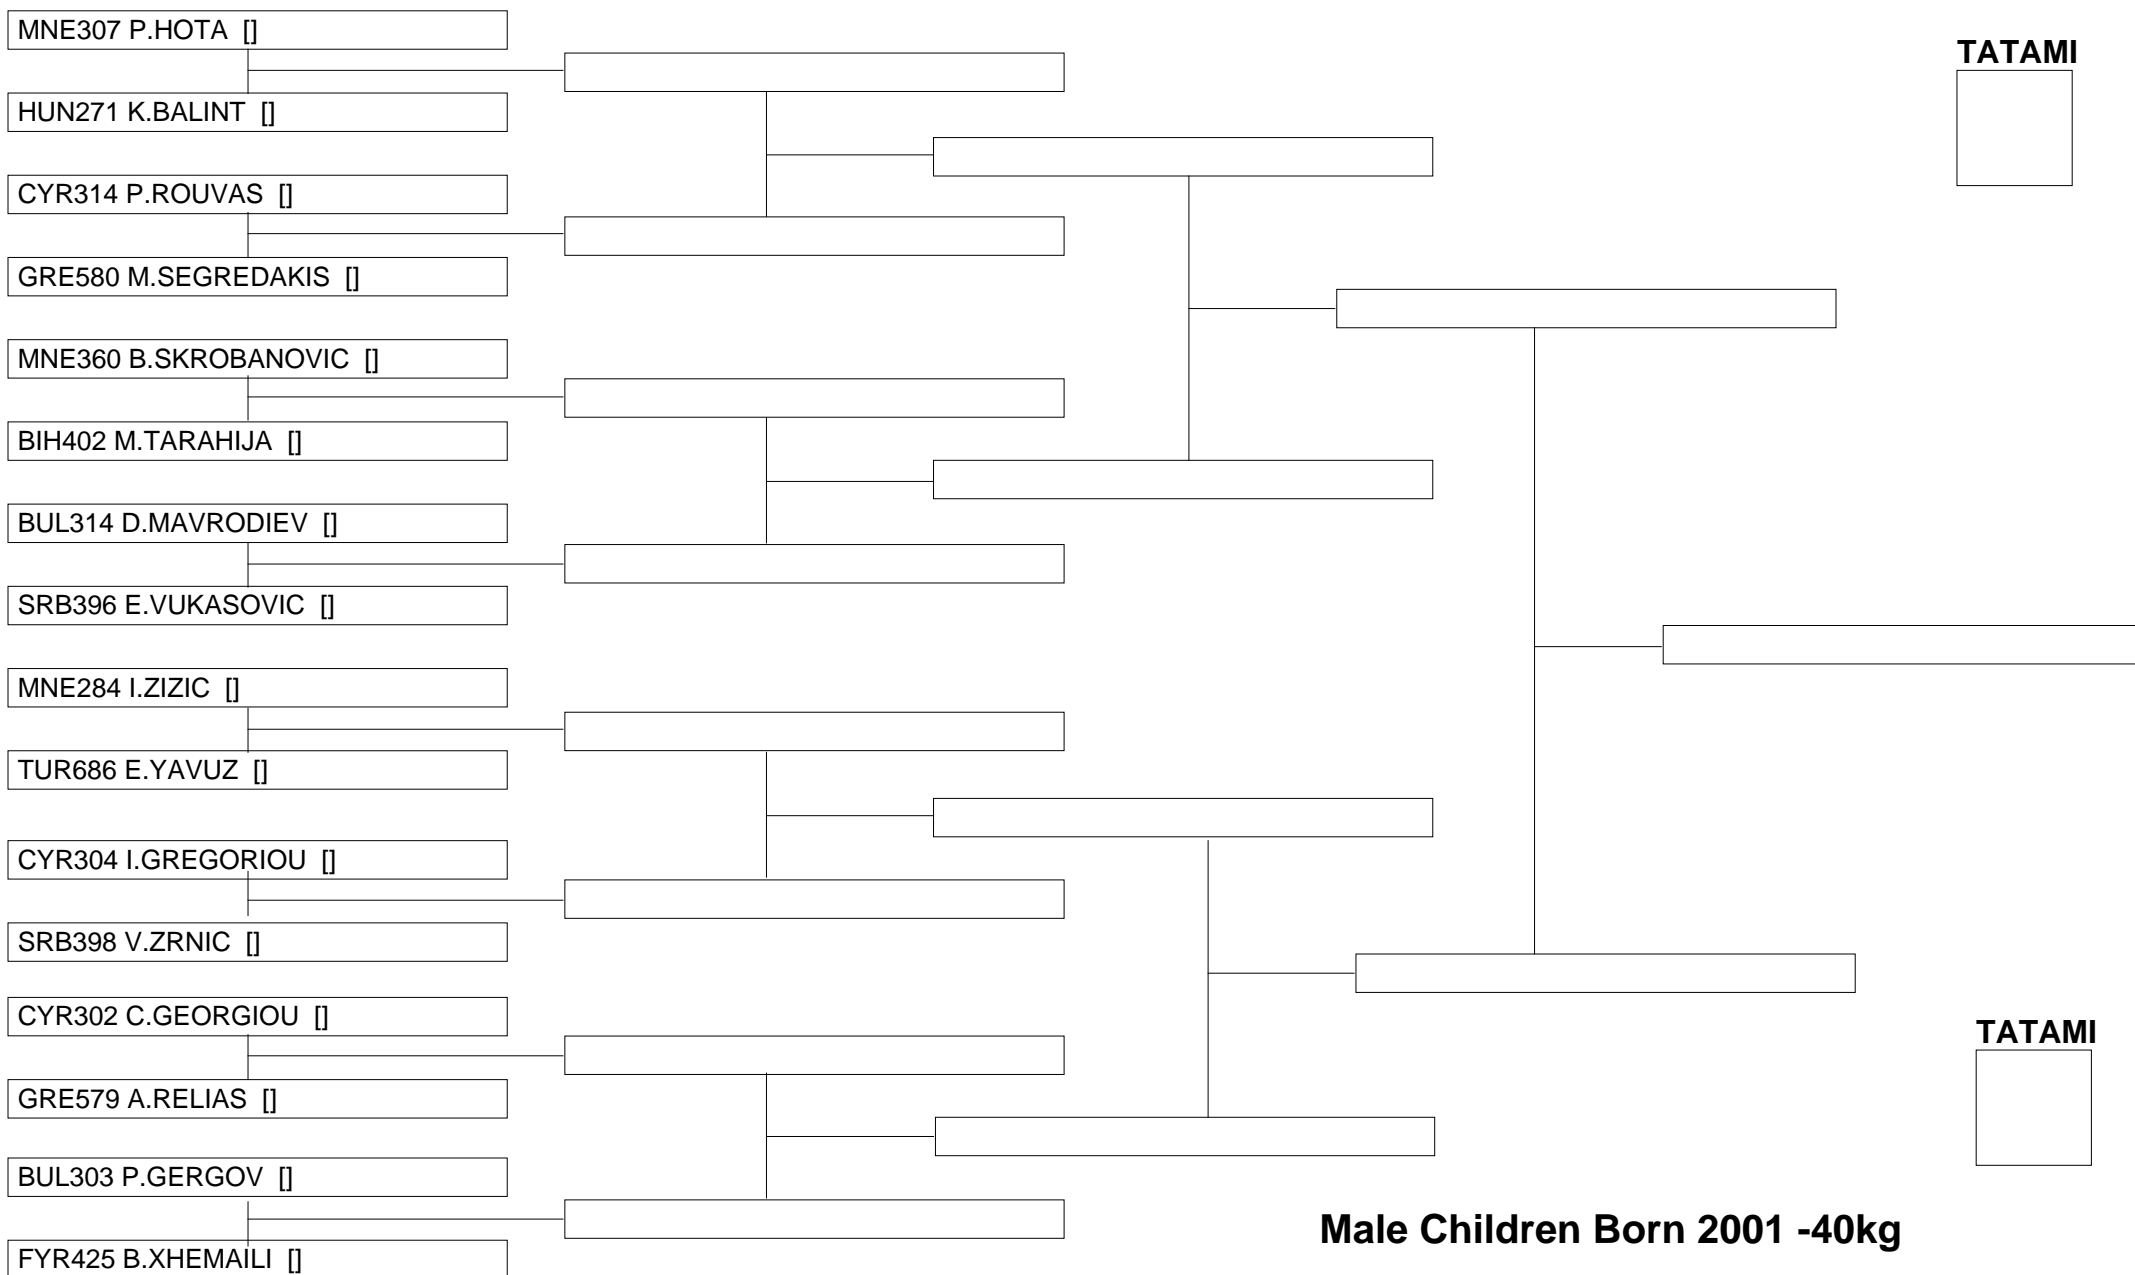 MNE307 P.HOTA []
TATAMI
HUN271 K.BALINT []
CYR314 P.ROUVAS []
GRE580 M.SEGREDAKIS []
MNE360 B.SKROBANOVIC []
BIH402 M.TARAHIJA []
BUL314 D.MAVRODIEV []
SRB396 E.VUKASOVIC []
MNE284 I.ZIZIC []
TUR686 E.YAVUZ []
CYR304 I.GREGORIOU []
SRB398 V.ZRNIC []
CYR302 C.GEORGIOU []
TATAMI
GRE579 A.RELIAS []
BUL303 P.GERGOV []
Male Children Born 2001 -40kg
FYR425 B.XHEMAILI []